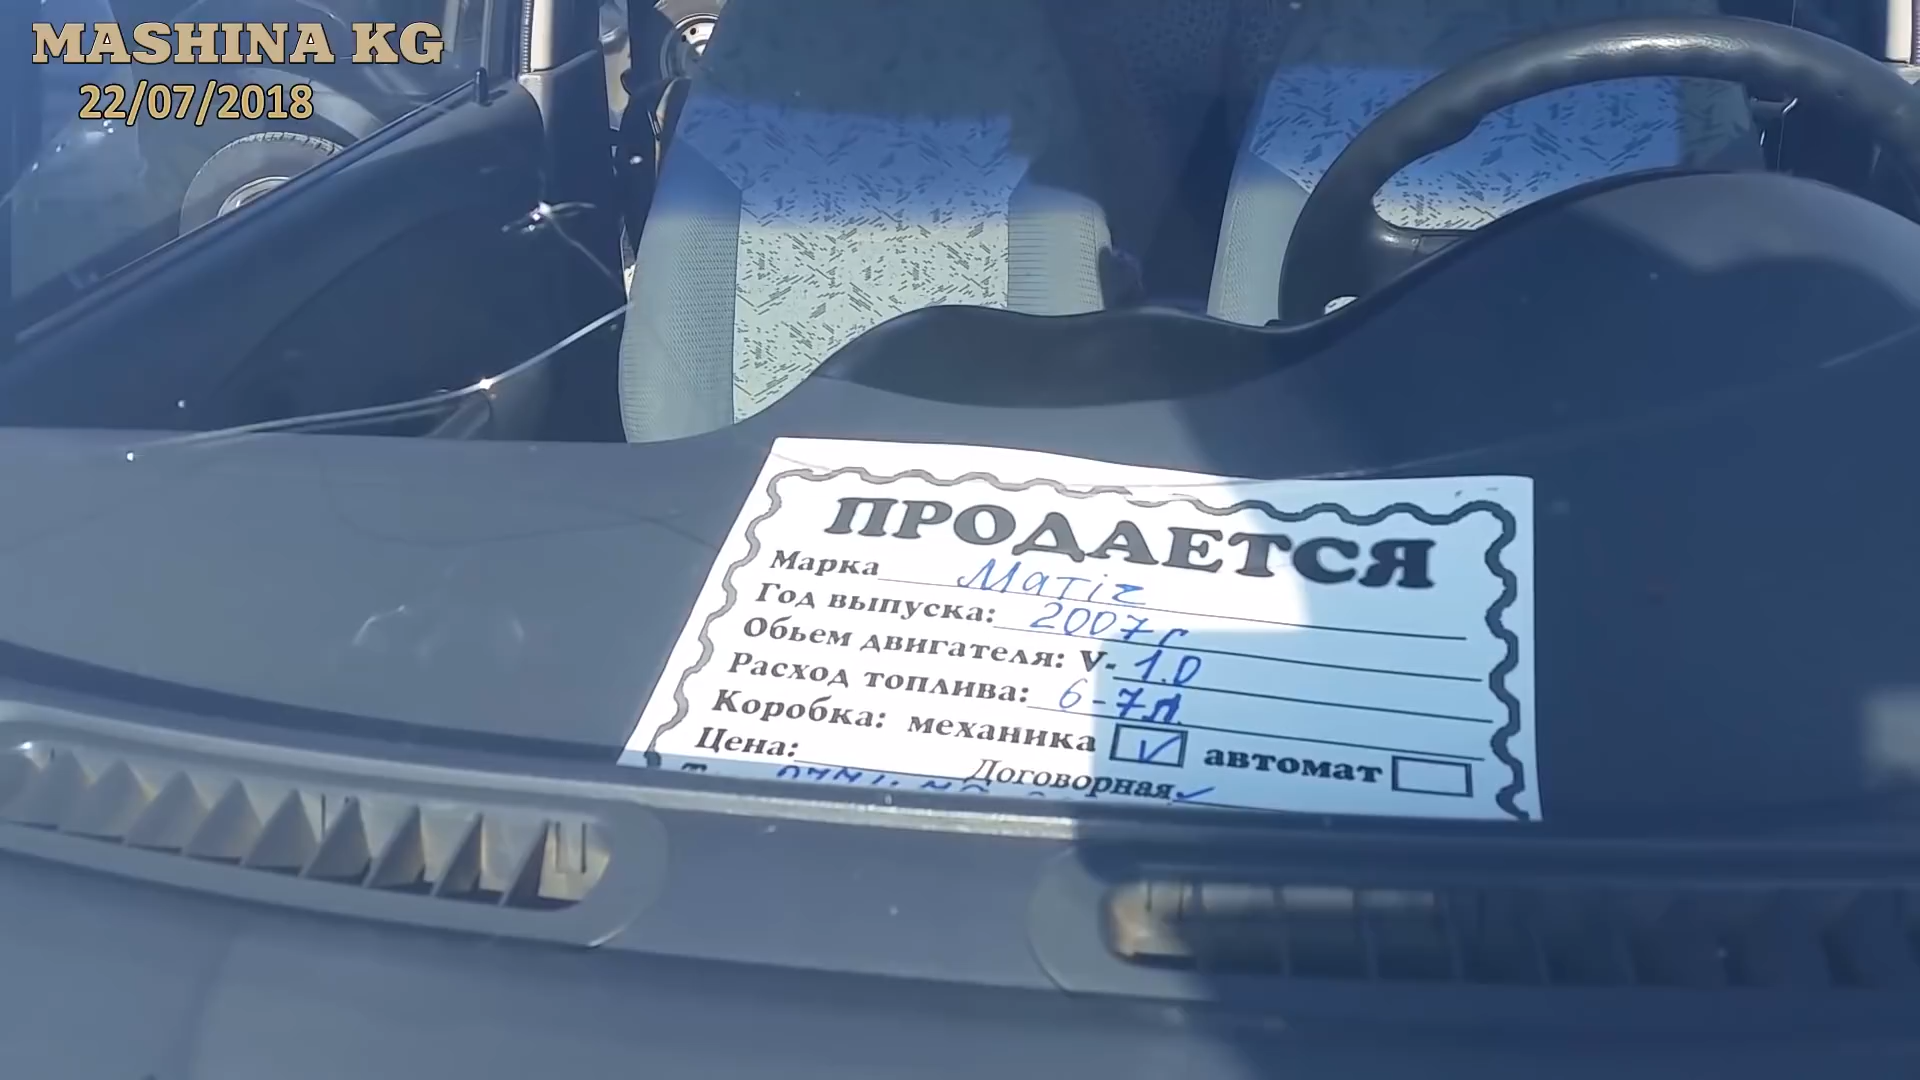 MASHINA KG
22/07/2018
ПРОДАЕТСЯ
Марка Матiz
Год выпуска: 2007г
Обьем двигателя: V- 1.0
Расход топлива: 6-7л
Коробка: механика ✓ автомат
Цена:
Договорная ✓